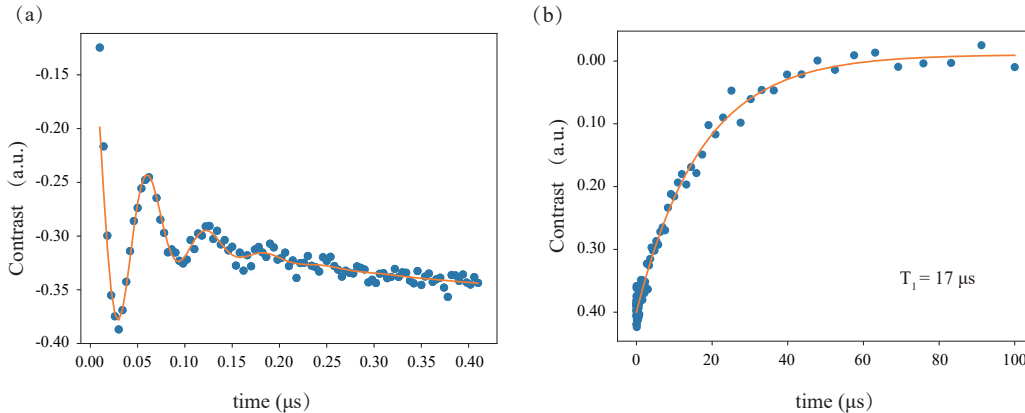 (a)
Contrast (a.u.)
-0.15
-0.20
-0.25
-0.30
-0.35
-0.40
0.00 0.05 0.10 0.15 0.20 0.25 0.30 0.35 0.40
time (μs)
(b)
Contrast (a.u.)
0.00
0.10
0.20
0.30
0.40
T1 = 17 μs
0 20 40 60 80 100
time (μs)